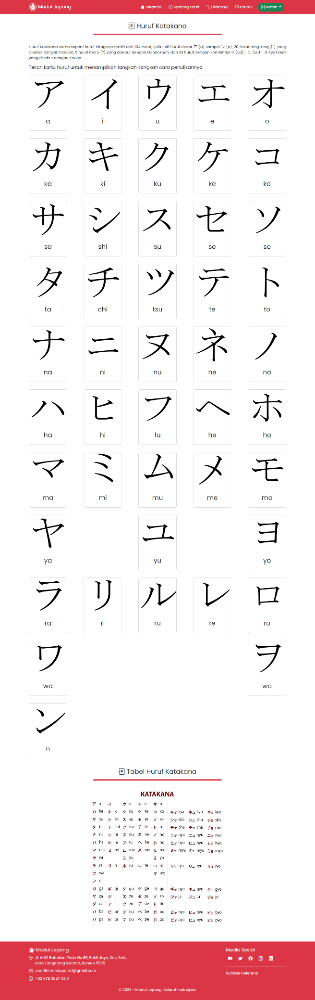 Modul Jepang Beranda Tentang Kami Linimasa Kontak Materi
Huruf Katakana
Huruf Katakana sama seperti huruf Hiragana terdiri dari 104 huruf, yaitu: 46 huruf dasar ア (a) sampai ン (n), 20 huruf teng-teng (") yang
disebut dengan Dakuon, 5 huruf maru (º) yang disebut dengan Handakuon, dan 33 huruf dengan kombinasi ヤ (ya) - ユ (yu) - ヨ (yo) kecil
yang disebut dengan Youon.
Tekan kartu huruf untuk menampilkan langkah-langkah cara penulisannya.
ア イ ウ エ オ
a i u e o
カ キ ク ケ コ
ka ki ku ke ko
サ シ ス セ ソ
sa shi su se so
タ チ ツ テ ト
ta chi tsu te to
ナ ニ ヌ ネ ノ
na ni nu ne no
ハ ヒ フ ヘ ホ
ha hi fu he ho
マ ミ ム メ モ
ma mi mu me mo
ヤ ユ ヨ
ya yu yo
ラ リ ル レ ロ
ra ri ru re ro
ワ ヲ
wa wo
ン
n
Tabel Huruf Katakana
KATAKANA
ア a イ i ウ u エ e オ o
カ ka キ ki ク ku ケ ke コ ko キャ kya キュ kyu キョ kyo
サ sa シ shi ス su セ se ソ so シャ sha シュ shu ショ sho
タ ta チ chi ツ tsu テ te ト to チャ cha チュ chu チョ cho
ナ na ニ ni ヌ nu ネ ne ノ no ニャ nya ニュ nyu ニョ nyo
ハ ha ヒ hi フ fu ヘ he ホ ho ヒャ hya ヒュ hyu ヒョ hyo
マ ma ミ mi ム mu メ me モ mo ミャ mya ミュ myu ミョ myo
ヤ ya ユ yu ヨ yo
ラ ra リ ri ル ru レ re ロ ro リャ rya リュ ryu リョ ryo
ワ wa ヲ wo
ン n
ガ ga ギ gi グ gu ゲ ge ゴ go ギャ gya ギュ gyu ギョ gyo
ザ za ジ ji ズ zu ゼ ze ゾ zo ジャ ja ジュ ju ジョ jo
ダ da ヂ ji ヅ zu デ de ド do
バ ba ビ bi ブ bu ベ be ボ bo ビャ bya ビュ byu ビョ byo
パ pa ピ pi プ pu ペ pe ポ po ピャ pya ピュ pyu ピョ pyo
Modul Jepang
Jl. AMD Babakan Pocis No.88, Bakti Jaya, Kec. Setu,
Kota Tangerang Selatan, Banten 15315
andrifirmansaputra1@gmail.com
+62 878 0867 5313
Media Sosial
Sumber Referensi
© 2022 - Modul Jepang. Seluruh hak cipta.